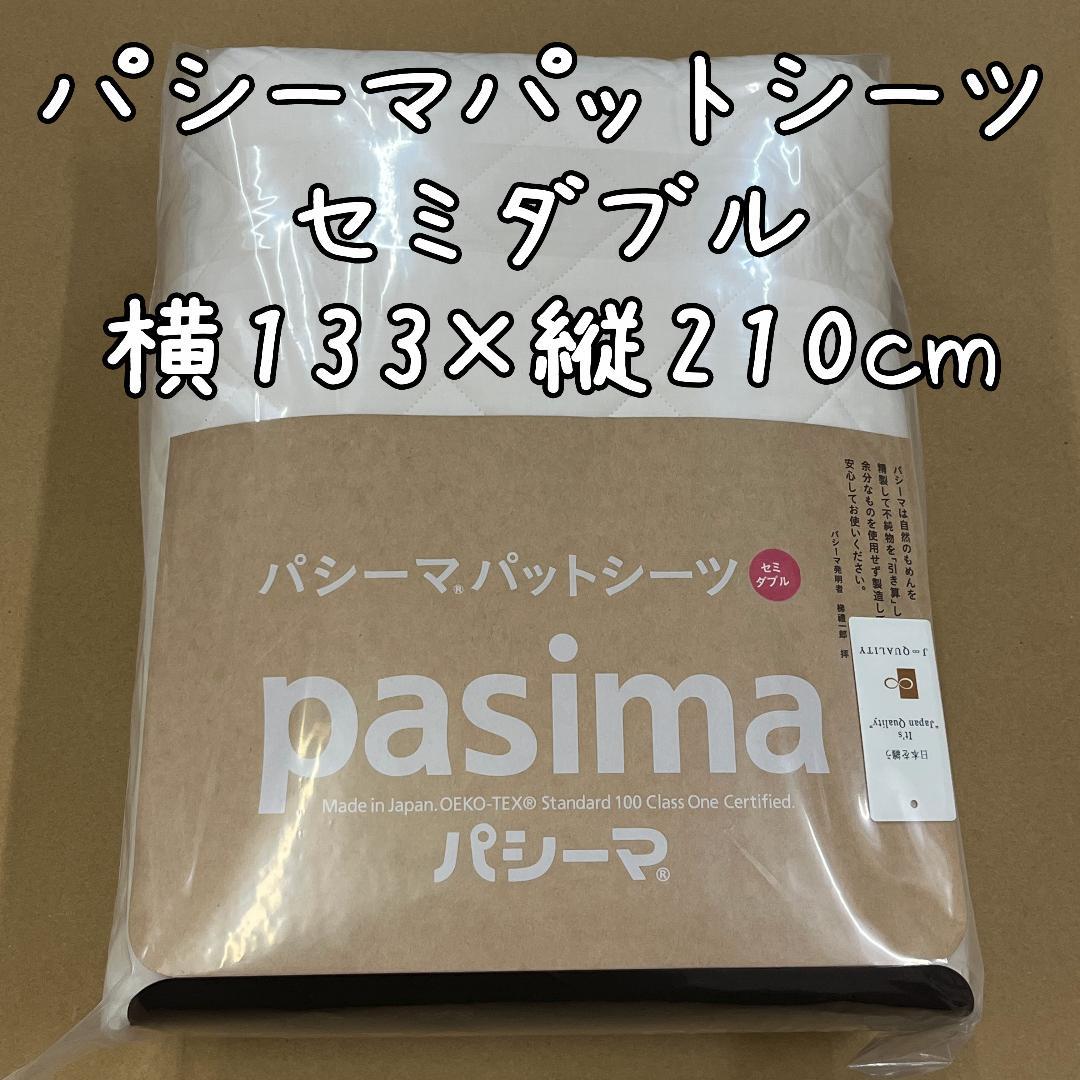 パシーマパットシーツ
セミダブル
横133×縦210cm
パシーマは自然のもめんを
精製して不純物を「引き算」し
余分なものを使用せず製造して
安心してお使いください。
パシーマ発明者 梯禮一郎 拝
パシーマ®パットシーツ
セミ
ダブル
pasima
Made in Japan. OEKO-TEX® Standard 100 Class One Certified.
パシーマ®
日本を纏う
It's
"Japan Quality"
J∞QUALITY